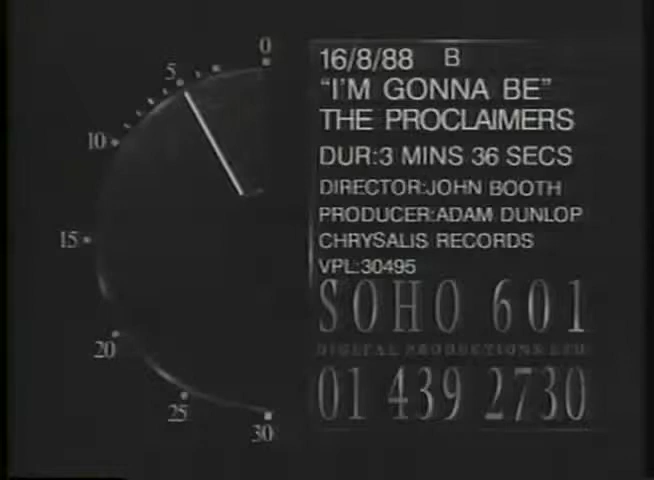 16/8/88 B
"I'M GONNA BE"
THE PROCLAIMERS
DUR:3 MINS 36 SECS
DIRECTOR:JOHN BOOTH
PRODUCER:ADAM DUNLOP
CHRYSALIS RECORDS
VPL:30495
SOHO 601
DIGITAL PRODUCTIONS LTD
01 439 2730
0
5
10
15
20
25
30